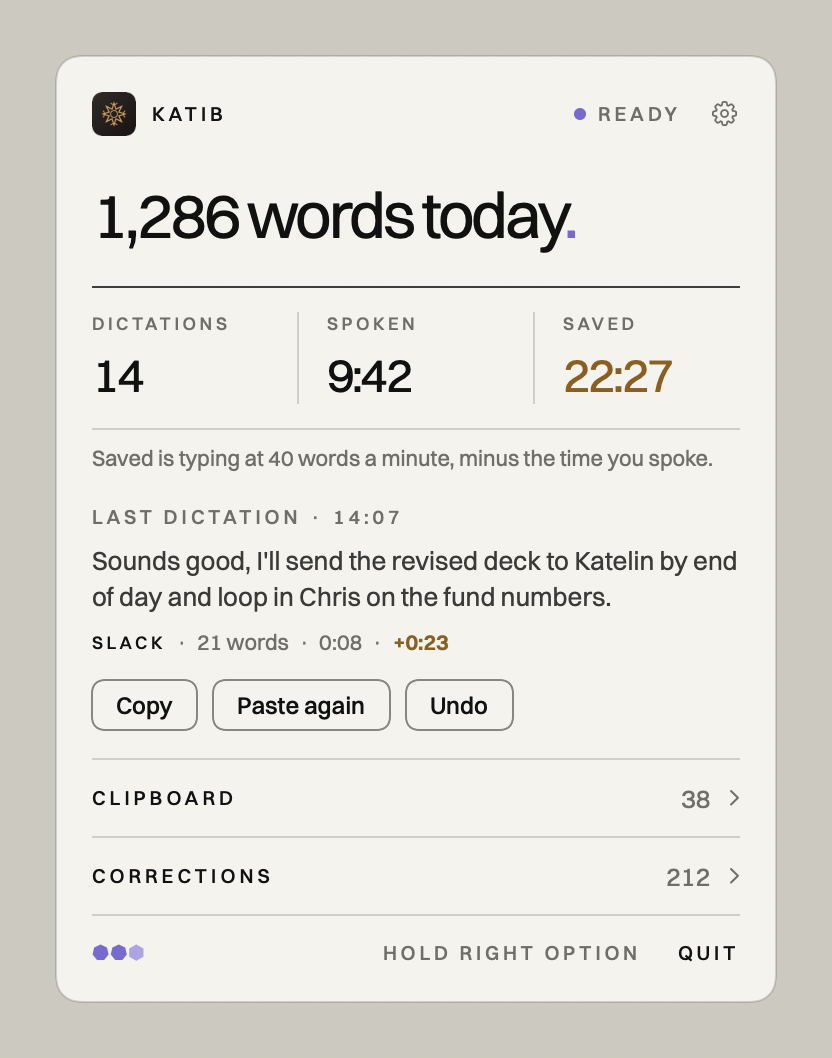 KATIB
READY
1,286 words today.
DICTATIONS
SPOKEN
SAVED
14
9:42
22:27
Saved is typing at 40 words a minute, minus the time you spoke.
LAST DICTATION · 14:07
Sounds good, I'll send the revised deck to Katelin by end
of day and loop in Chris on the fund numbers.
SLACK · 21 words · 0:08 · +0:23
Copy
Paste again
Undo
CLIPBOARD
38
CORRECTIONS
212
HOLD RIGHT OPTION
QUIT